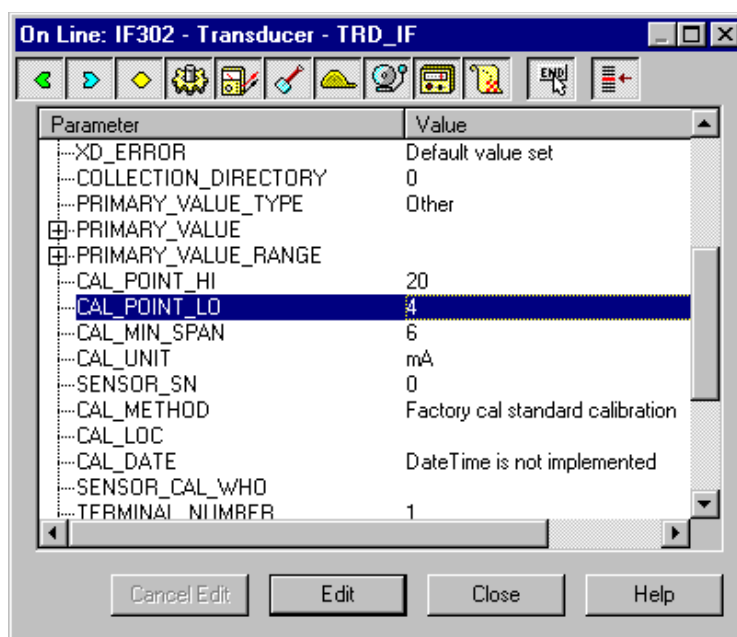 On Line: IF302 - Transducer - TRD_IF
END
Parameter Value
XD_ERROR Default value set
COLLECTION_DIRECTORY 0
PRIMARY_VALUE_TYPE Other
PRIMARY_VALUE
PRIMARY_VALUE_RANGE
CAL_POINT_HI 20
CAL_POINT_LO 4
CAL_MIN_SPAN 6
CAL_UNIT mA
SENSOR_SN 0
CAL_METHOD Factory cal standard calibration
CAL_LOC
CAL_DATE DateTime is not implemented
SENSOR_CAL_WHO
TERMINAL_NUMBER 1
Cancel Edit Edit Close Help